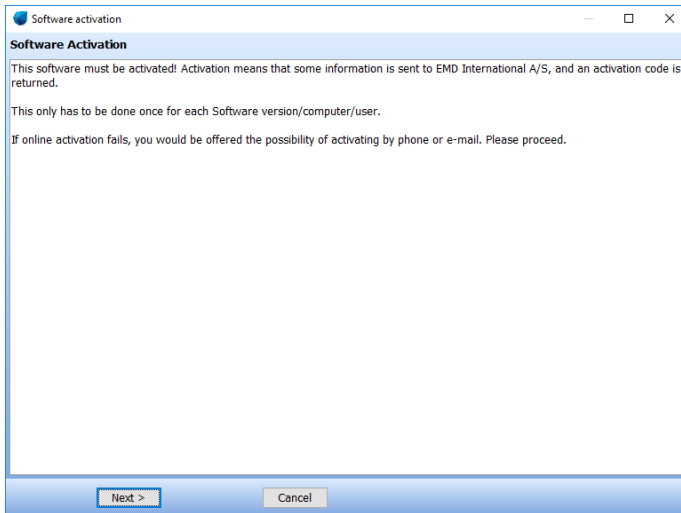 Software activation
Software Activation
This software must be activated! Activation means that some information is sent to EMD International A/S, and an activation code is
returned.
This only has to be done once for each Software version/computer/user.
If online activation fails, you would be offered the possibility of activating by phone or e-mail. Please proceed.
Next >
Cancel